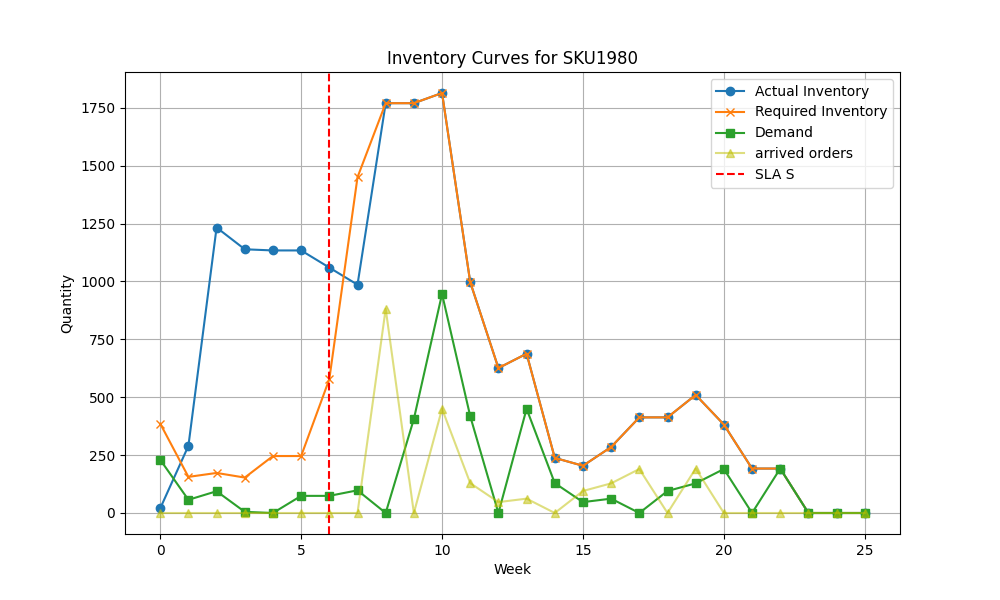 Inventory Curves for SKU1980
Actual Inventory
Required Inventory
Demand
arrived orders
SLA S
Quantity
1750
1500
1250
1000
750
500
250
0
0 5 10 15 20 25
Week